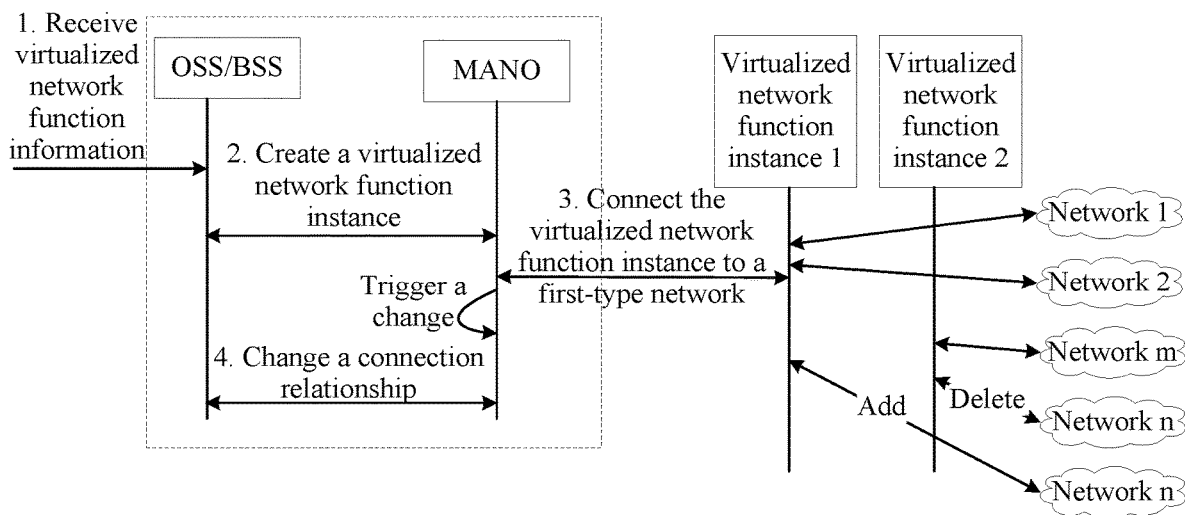 1. Receive
virtualized
network
function
information
OSS/BSS
MANO
2. Create a virtualized
network function
instance
Trigger a
change
4. Change a connection
relationship
3. Connect the
virtualized network
function instance to a
first-type network
Virtualized
network
function
instance 1
Virtualized
network
function
instance 2
Network 1
Network 2
Network m
Delete
Network n
Add
Network n